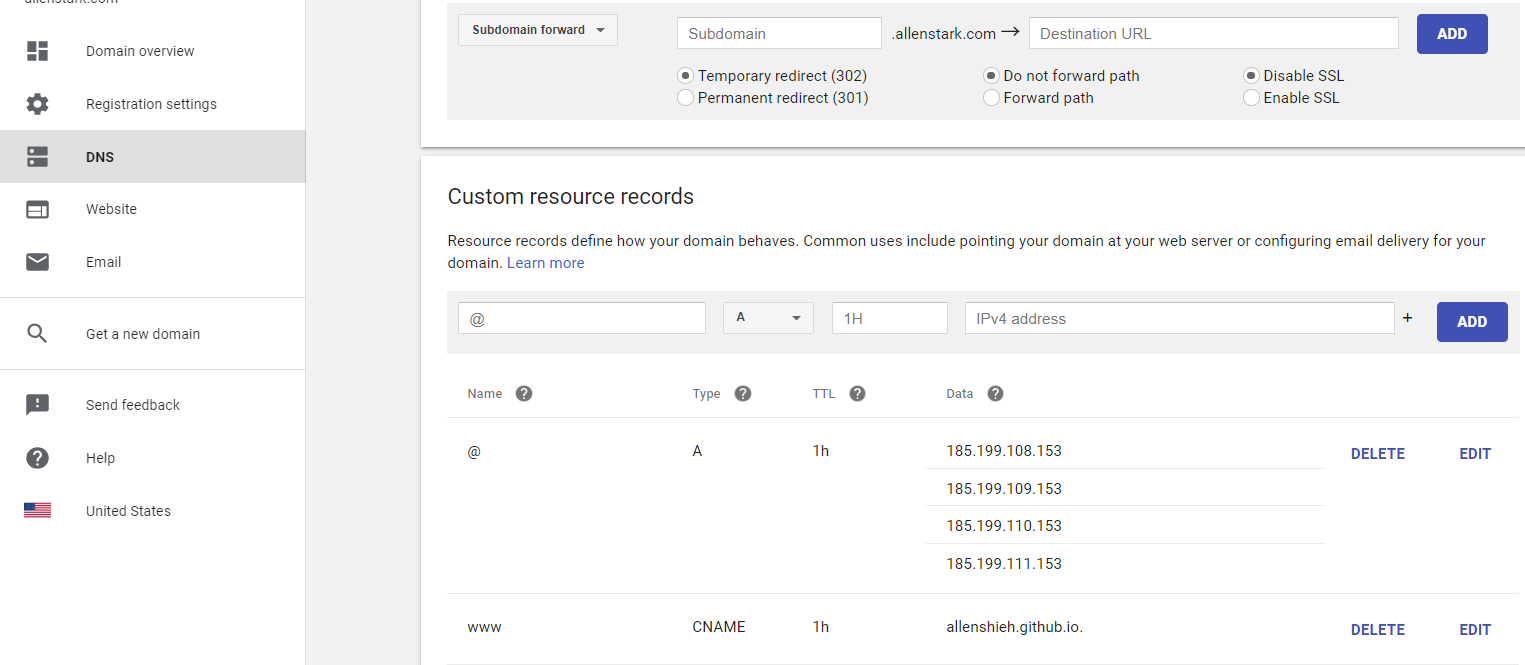 allenstark.com
Subdomain forward
Subdomain
.allenstark.com →
Destination URL
ADD
Domain overview
Temporary redirect (302)
Do not forward path
Disable SSL
Permanent redirect (301)
Forward path
Enable SSL
Registration settings
DNS
Website
Email
Get a new domain
Send feedback
Help
United States
Custom resource records
Resource records define how your domain behaves. Common uses include pointing your domain at your web server or configuring email delivery for your
domain. Learn more
@ A 1H IPv4 address + ADD
Name ? Type ? TTL ? Data ?
@ A 1h 185.199.108.153 DELETE EDIT
185.199.109.153
185.199.110.153
185.199.111.153
www CNAME 1h allenshieh.github.io. DELETE EDIT